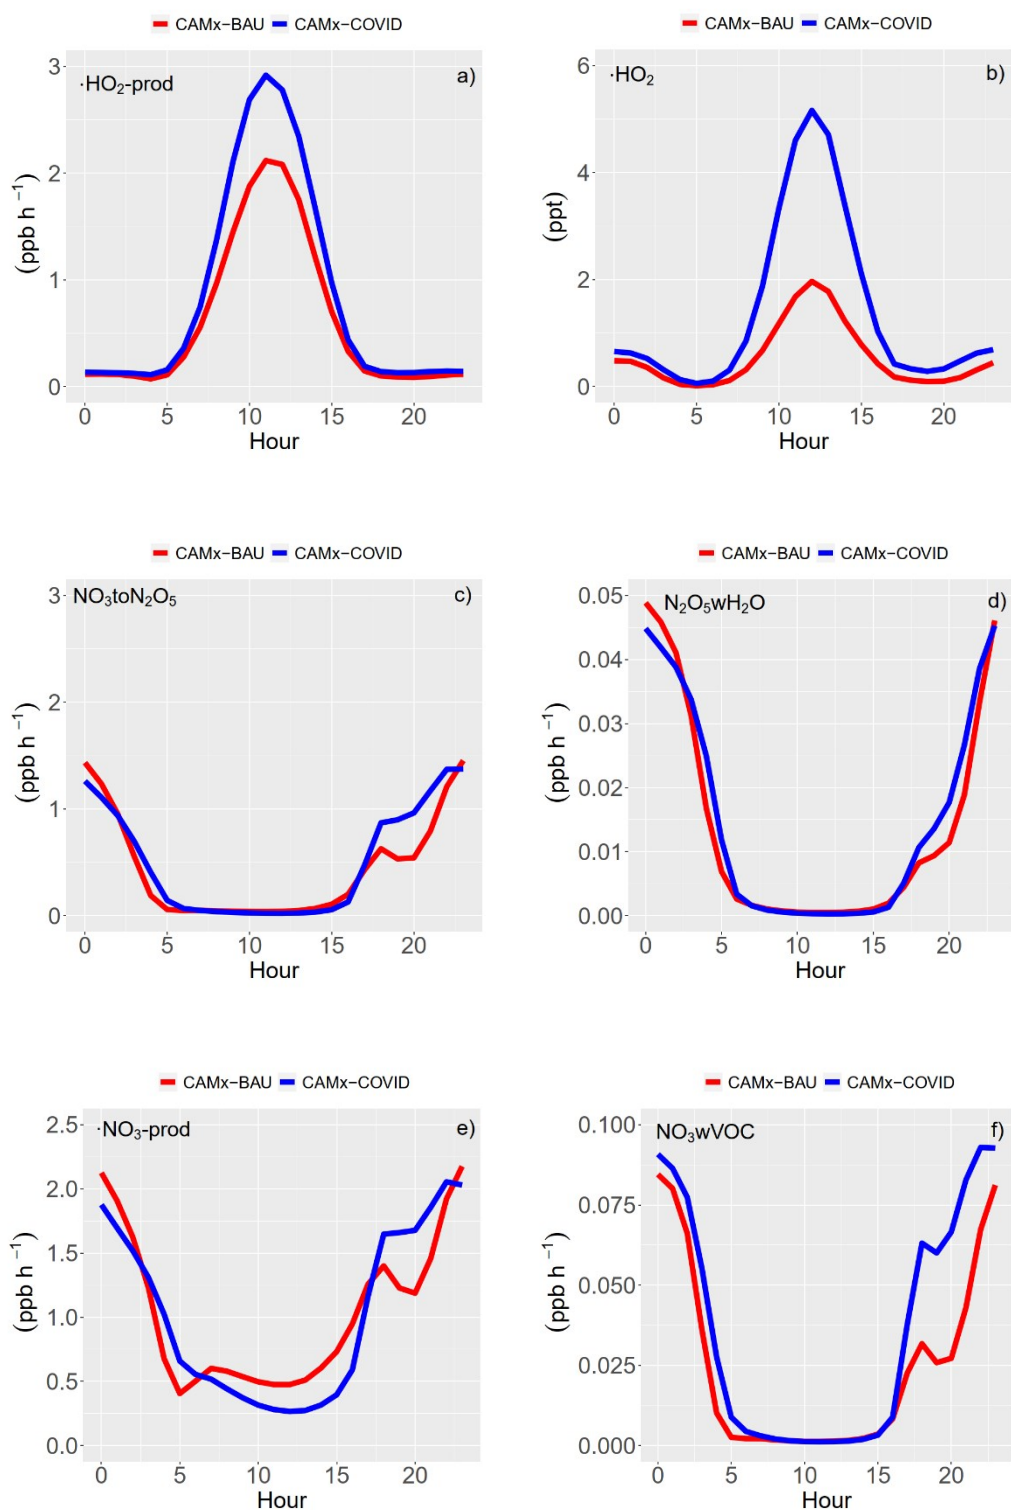 CAMx−BAU CAMx−COVID
·HO₂-prod a)
3
2
1
0
(ppb h⁻¹)
0 5 10 15 20
Hour
CAMx−BAU CAMx−COVID
·HO₂ b)
6
4
2
0
(ppt)
0 5 10 15 20
Hour
CAMx−BAU CAMx−COVID
NO₃toN₂O₅ c)
3
2
1
0
(ppb h⁻¹)
0 5 10 15 20
Hour
CAMx−BAU CAMx−COVID
N₂O₅wH₂O d)
0.05
0.04
0.03
0.02
0.01
0.00
(ppb h⁻¹)
0 5 10 15 20
Hour
CAMx−BAU CAMx−COVID
·NO₃-prod e)
2.5
2.0
1.5
1.0
0.5
0.0
(ppb h⁻¹)
0 5 10 15 20
Hour
CAMx−BAU CAMx−COVID
NO₃wVOC f)
0.100
0.075
0.050
0.025
0.000
(ppb h⁻¹)
0 5 10 15 20
Hour